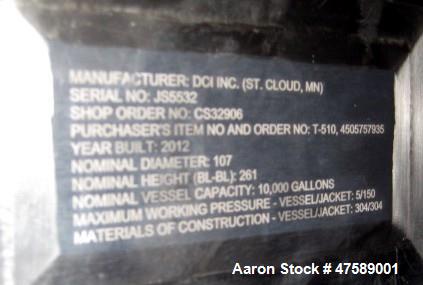 MANUFACTURER: DCI INC. (ST. CLOUD, MN)
SERIAL NO: JS5532
SHOP ORDER NO: CS32906
PURCHASER'S ITEM NO AND ORDER NO: T-510, 4505757935
YEAR BUILT: 2012
NOMINAL DIAMETER: 107
NOMINAL HEIGHT (BL-BL): 261
NOMINAL VESSEL CAPACITY: 10,000 GALLONS
MAXIMUM WORKING PRESSURE - VESSEL/JACKET: 5/150
MATERIALS OF CONSTRUCTION - VESSEL/JACKET: 304/304
Aaron Stock # 47589001